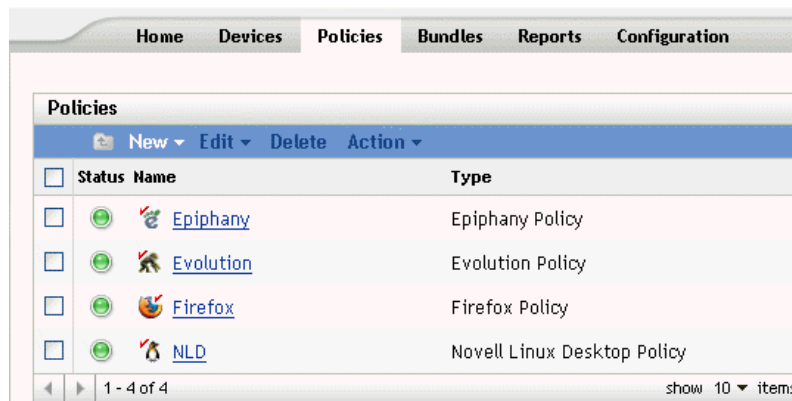 Home Devices Policies Bundles Reports Configuration
Policies
New Edit Delete Action
Status Name Type
Epiphany Epiphany Policy
Evolution Evolution Policy
Firefox Firefox Policy
NLD Novell Linux Desktop Policy
1 - 4 of 4 show 10 items